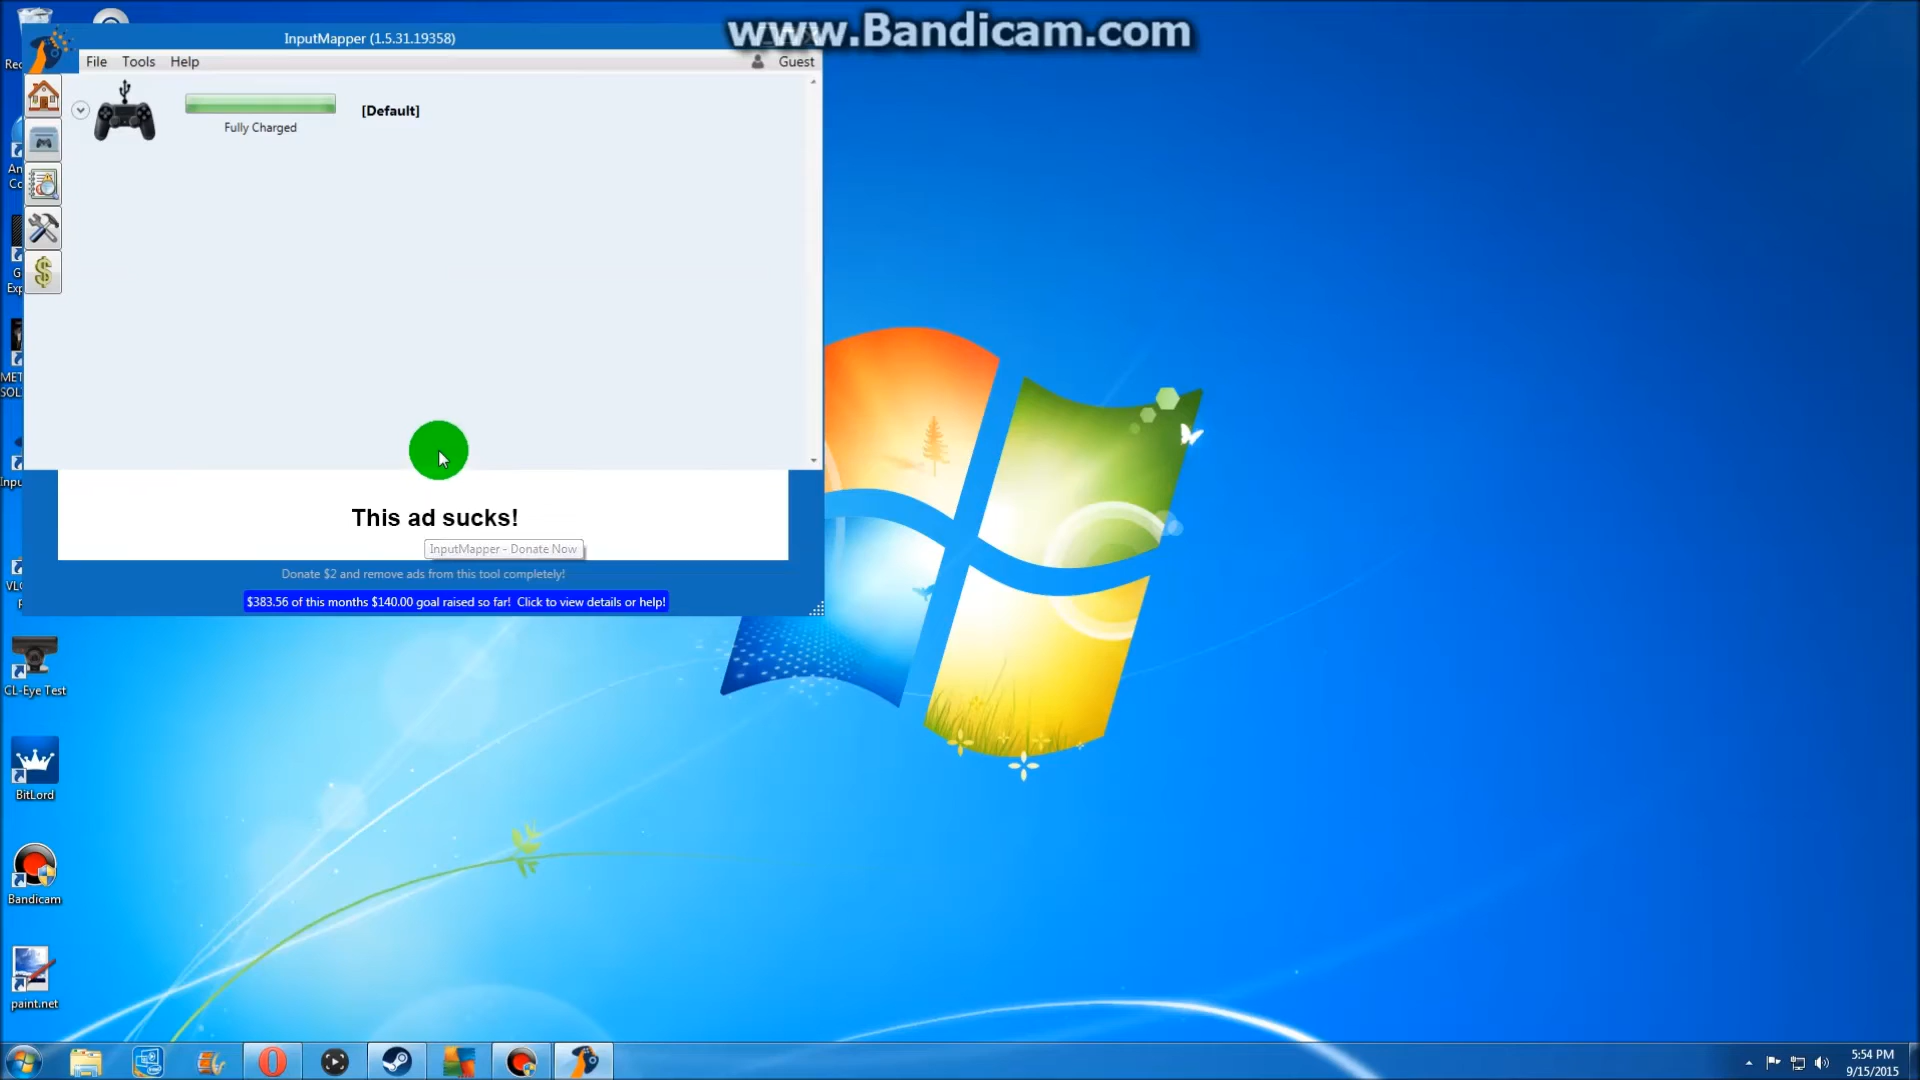 www.Bandicam.com
InputMapper (1.5.31.19358)
File Tools Help
Guest
[Default]
Fully Charged
This ad sucks!
InputMapper - Donate Now
Donate $2 and remove ads from this tool completely!
$383.56 of this months $140.00 goal raised so far! Click to view details or help!
CL-Eye Test
BitLord
Bandicam
paint.net
5:54 PM
9/15/2015